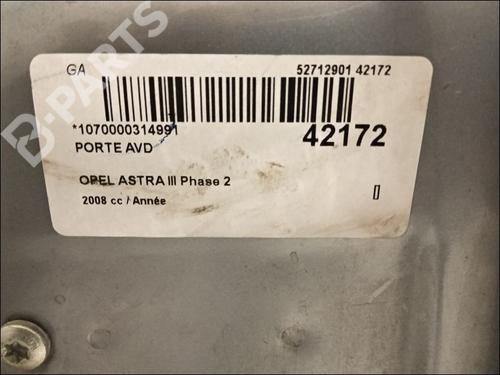 B-PARTS
GA 52712901 42172
*1070000314991 42172
PORTE AVD
OPEL ASTRA III Phase 2
2008 cc / Année